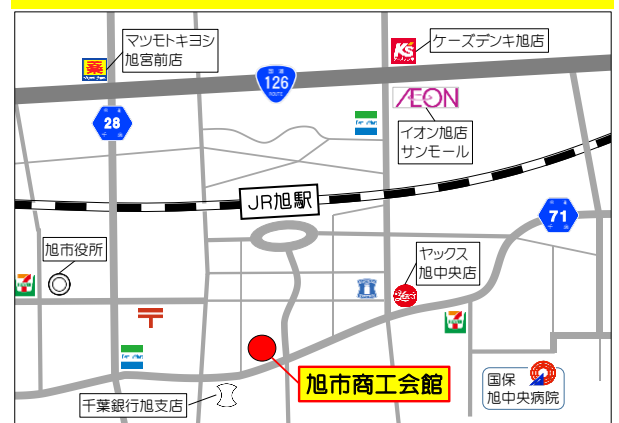 マツモトキヨシ
旭宮前店
薬
K's
ケーズデンキ旭店
126
ROUTE
ÆON
イオン旭店
サンモール
28
JR旭駅
71
旭市役所
ヤックス
旭中央店
旭市商工会館
千葉銀行旭支店
国保
旭中央病院